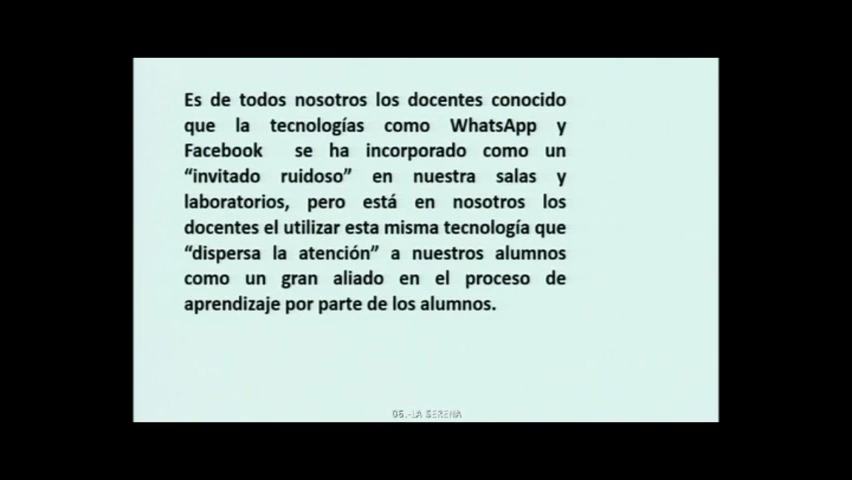 Es de todos nosotros los docentes conocido
que la tecnologías como WhatsApp y
Facebook se ha incorporado como un
“invitado ruidoso” en nuestra salas y
laboratorios, pero está en nosotros los
docentes el utilizar esta misma tecnología que
“dispersa la atención” a nuestros alumnos
como un gran aliado en el proceso de
aprendizaje por parte de los alumnos.
06.-LA SERENA